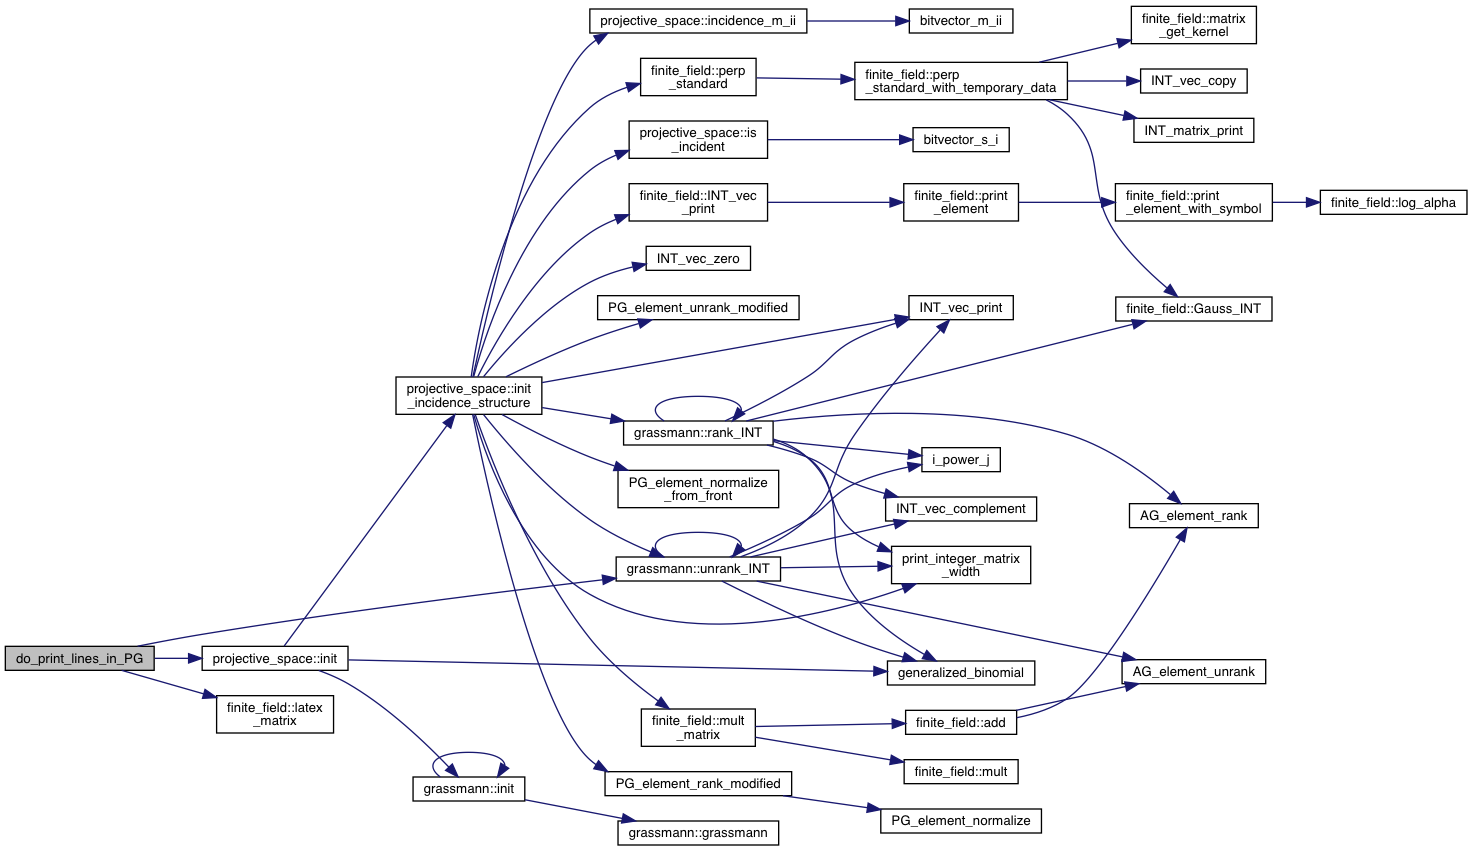 projective_space::incidence_m_ii
bitvector_m_ii
finite_field::matrix
_get_kernel
finite_field::perp
_standard
finite_field::perp
_standard_with_temporary_data
INT_vec_copy
INT_matrix_print
projective_space::is
_incident
bitvector_s_i
finite_field::INT_vec
_print
finite_field::print
_element
finite_field::print
_element_with_symbol
finite_field::log_alpha
INT_vec_zero
PG_element_unrank_modified
INT_vec_print
finite_field::Gauss_INT
projective_space::init
_incidence_structure
grassmann::rank_INT
i_power_j
PG_element_normalize
_from_front
INT_vec_complement
AG_element_rank
grassmann::unrank_INT
print_integer_matrix
_width
do_print_lines_in_PG
projective_space::init
generalized_binomial
AG_element_unrank
finite_field::latex
_matrix
finite_field::mult
_matrix
finite_field::add
finite_field::mult
grassmann::init
PG_element_rank_modified
PG_element_normalize
grassmann::grassmann